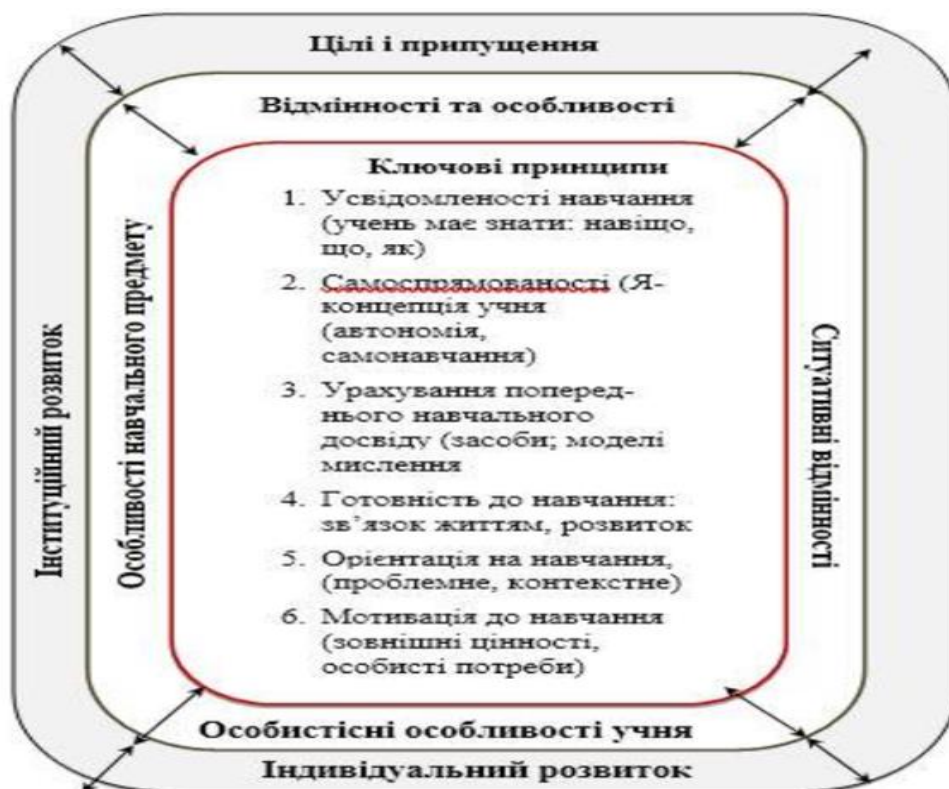 Цілі і припущення
Відмінності та особливості
Ключові принципи
1. Усвідомленості навчання
(учень має знати: навіщо,
що, як)
2. Самоспрямованості (Я-
концепція учня
(автономія,
самонавчання)
3. Урахування поперед-
нього навчального
досвіду (засоби; моделі
мислення
4. Готовність до навчання:
зв’язок життям, розвиток
5. Орієнтація на навчання,
(проблемне, контекстне)
6. Мотивація до навчання
(зовнішні цінності,
особисті потреби)
Інституційний розвиток
Особливості навчального предмету
Ситуативні відмінності
Особистісні особливості учня
Індивідуальний розвиток